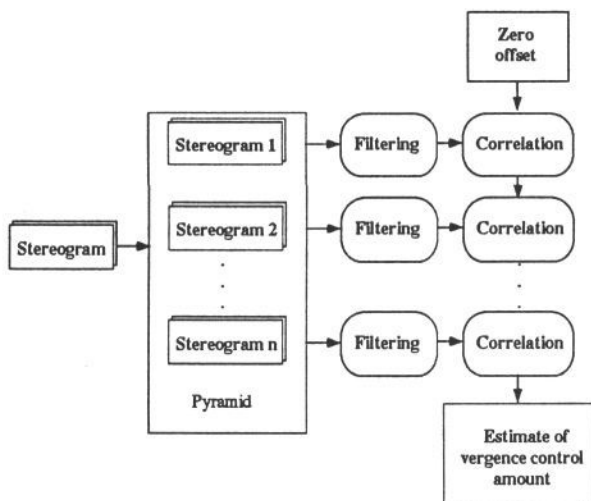 Zero
offset
Stereogram 1
Filtering
Correlation
Stereogram
Stereogram 2
Filtering
Correlation
Stereogram n
Filtering
Correlation
Pyramid
Estimate of
vergence control
amount